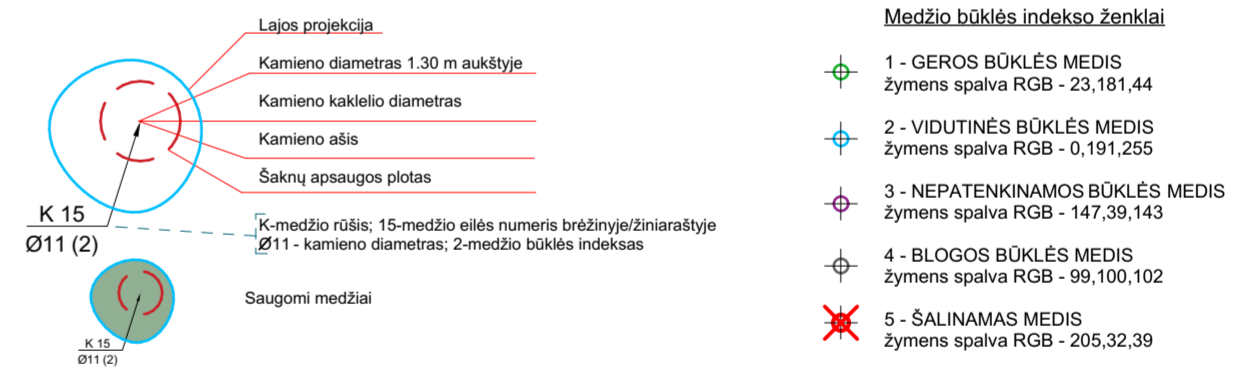 Lajos projekcija
Kamieno diametras 1.30 m aukštyje
Kamieno kaklelio diametras
Kamieno ašis
Šaknų apsaugos plotas
K 15
Ø11 (2)
K-medžio rūšis; 15-medžio eilės numeris brėžinyje/žiniaraštyje
Ø11 - kamieno diametras; 2-medžio būklės indeksas
Saugomi medžiai
K 15
Ø11 (2)
Medžio būklės indekso ženklai
1 - GEROS BŪKLĖS MEDIS
žymens spalva RGB - 23,181,44
2 - VIDUTINĖS BŪKLĖS MEDIS
žymens spalva RGB - 0,191,255
3 - NEPATENKINAMOS BŪKLĖS MEDIS
žymens spalva RGB - 147,39,143
4 - BLOGOS BŪKLĖS MEDIS
žymens spalva RGB - 99,100,102
5 - ŠALINAMAS MEDIS
žymens spalva RGB - 205,32,39